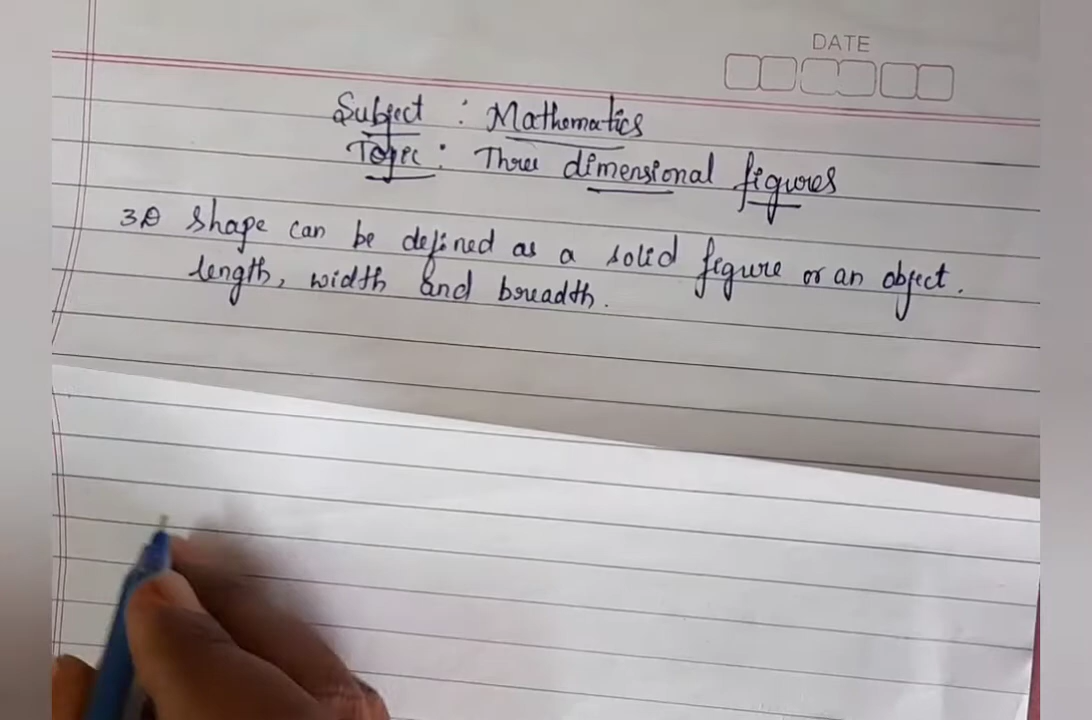 DATE
Subject : Mathematics
Topic : Three dimensional figures
3D shape can be defined as a solid figure or an object.
length, width and breadth.